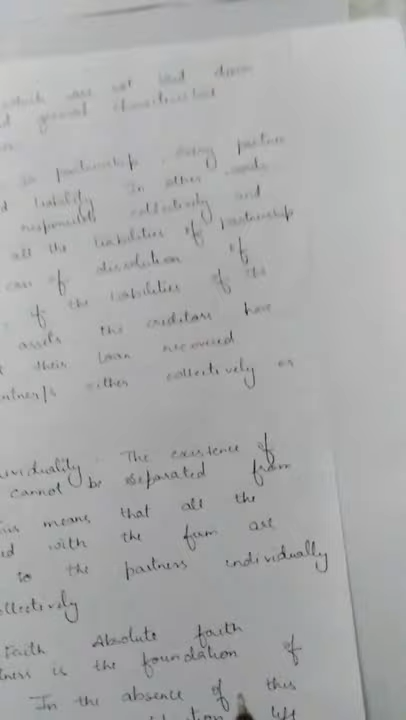 which are not laid down
general characteristics
in partnership, every partner
liability. In other words
responsible collectively and
all the liabilities of partnership
case of dissolution of
of the liabilities of the
assets the creditors have
their loan recovered
either collectively or
The existence of
cannot be separated from
means that all the
with the firm are
to the partners individually
Faith Absolute faith
is the foundation of
In the absence of this
left